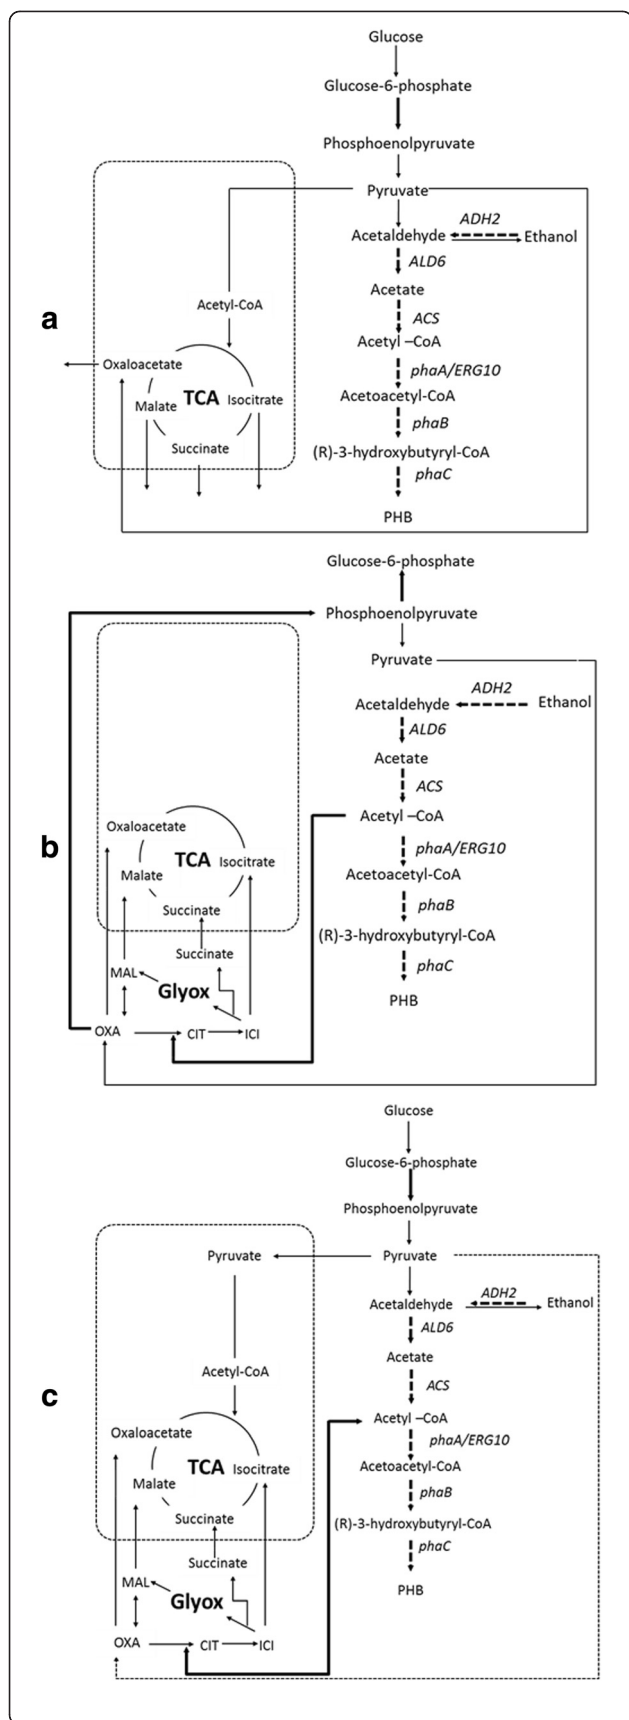 Glucose
Glucose-6-phosphate
Phosphoenolpyruvate
Pyruvate
ADH2
Acetaldehyde
Ethanol
ALD6
Acetate
Acetyl-CoA
ACS
a
Acetyl –CoA
Oxaloacetate
phaA/ERG10
Malate
TCA
Isocitrate
Acetoacetyl-CoA
phaB
Succinate
(R)-3-hydroxybutyryl-CoA
phaC
PHB
Glucose-6-phosphate
Phosphoenolpyruvate
Pyruvate
ADH2
Acetaldehyde
Ethanol
ALD6
Acetate
ACS
Acetyl –CoA
Oxaloacetate
b
phaA/ERG10
TCA
Isocitrate
Malate
Acetoacetyl-CoA
Succinate
phaB
(R)-3-hydroxybutyryl-CoA
Succinate
phaC
MAL
Glyox
PHB
OXA
CIT
ICI
Glucose
Glucose-6-phosphate
Phosphoenolpyruvate
Pyruvate
Pyruvate
ADH2
Acetaldehyde
Ethanol
ALD6
Acetate
Acetyl-CoA
ACS
c
Acetyl –CoA
Oxaloacetate
phaA/ERG10
TCA
Isocitrate
Acetoacetyl-CoA
Malate
phaB
Succinate
(R)-3-hydroxybutyryl-CoA
phaC
Succinate
MAL
PHB
Glyox
OXA
CIT
ICI